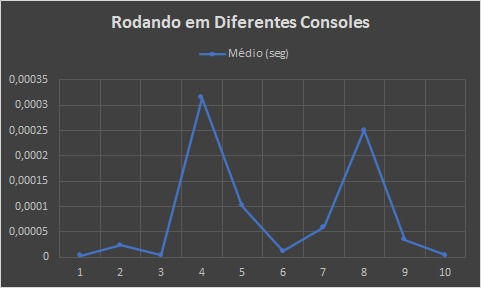 Rodando em Diferentes Consoles
Médio (seg)
0,00035
0,0003
0,00025
0,0002
0,00015
0,0001
0,00005
0
1 2 3 4 5 6 7 8 9 10